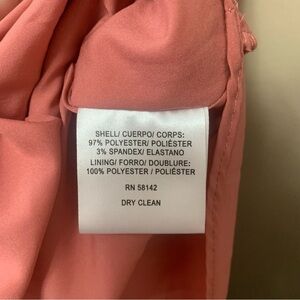 SHELL/ CUERPO/ CORPS:
97% POLYESTER/ POLIÉSTER
3% SPANDEX/ ELASTANO
LINING/ FORRO/ DOUBLURE:
100% POLYESTER / POLIÉSTER
RN 58142
DRY CLEAN